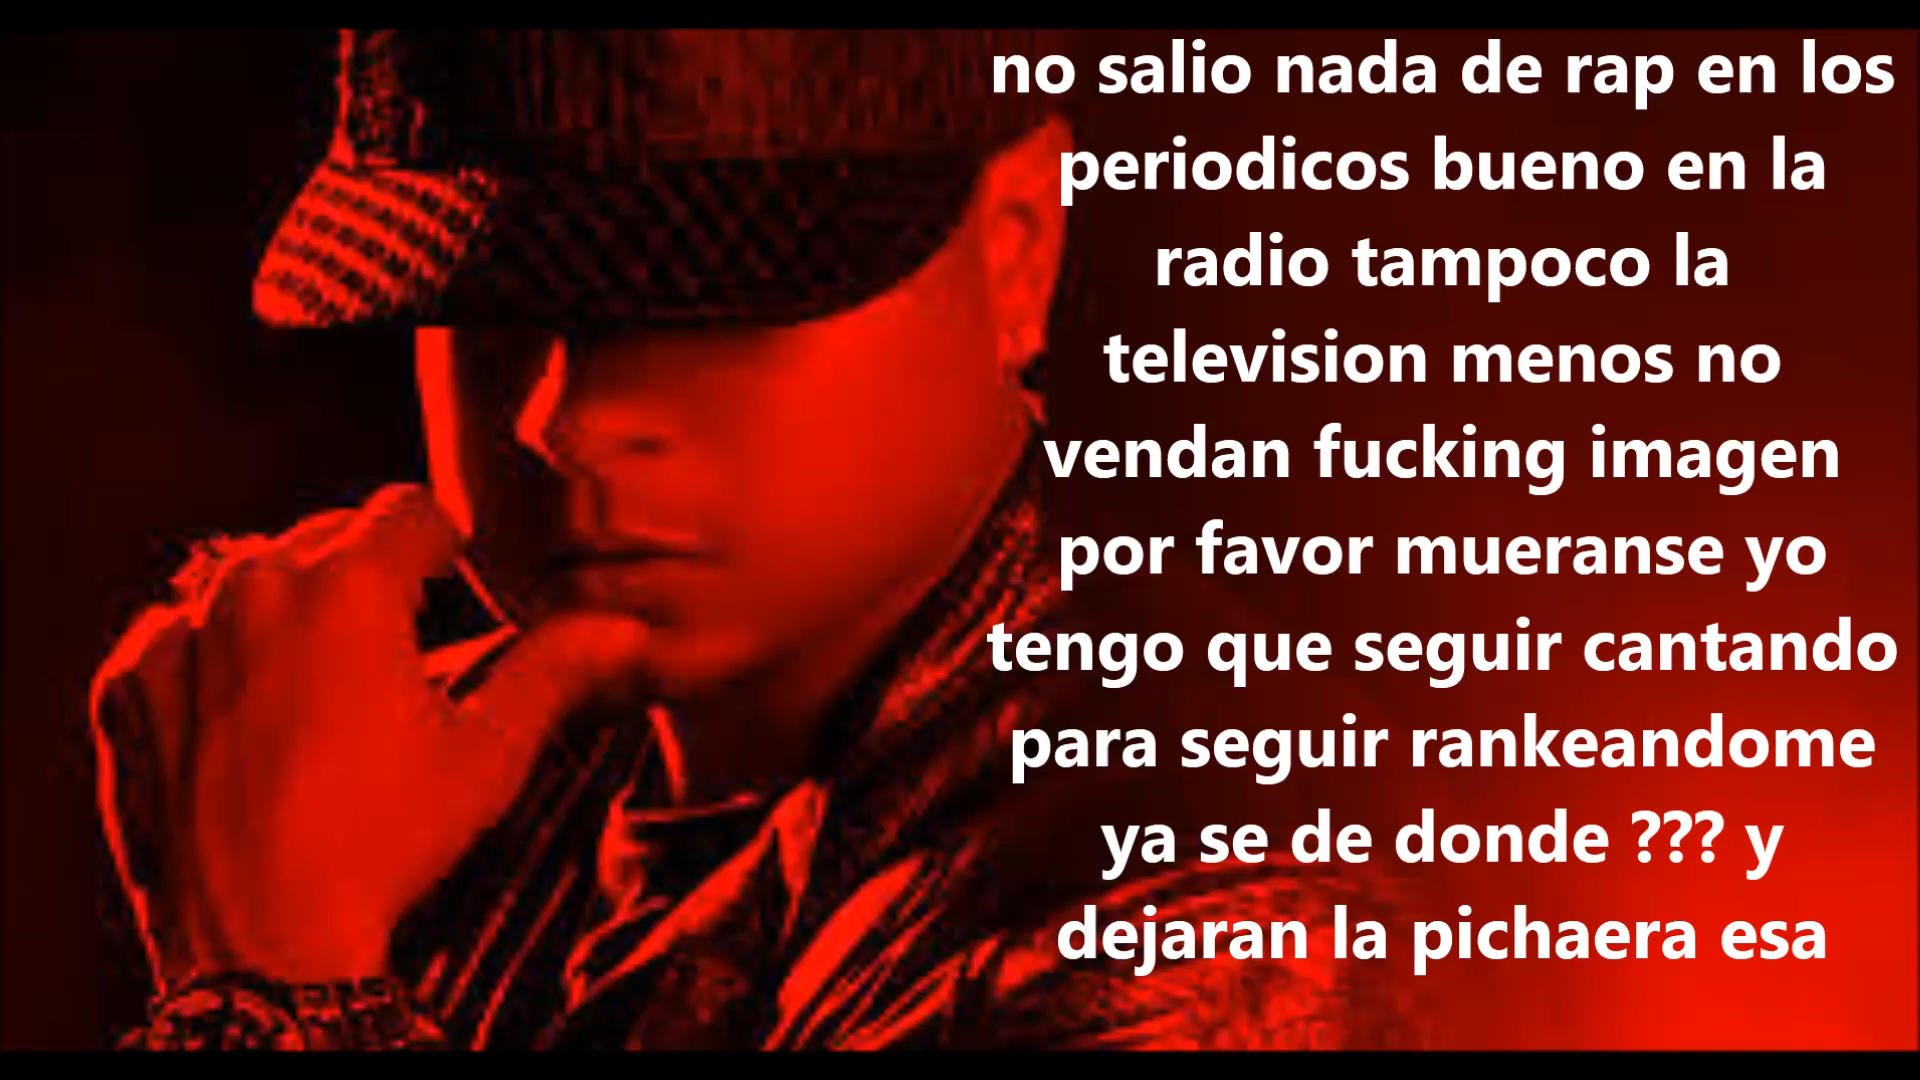 no salio nada de rap en los
periodicos bueno en la
radio tampoco la
television menos no
vendan fucking imagen
por favor mueranse yo
tengo que seguir cantando
para seguir rankeandome
ya se de donde ??? y
dejaran la pichaera esa